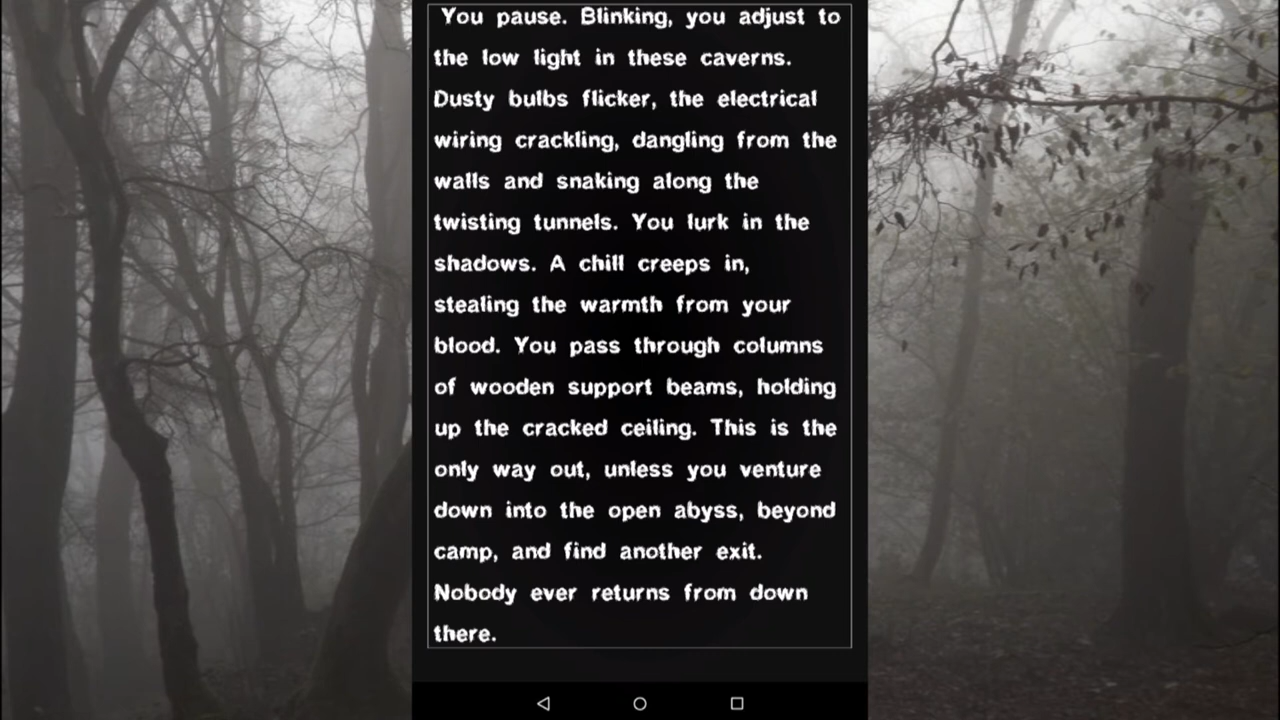 You pause. Blinking, you adjust to
the low light in these caverns.
Dusty bulbs flicker, the electrical
wiring crackling, dangling from the
walls and snaking along the
twisting tunnels. You lurk in the
shadows. A chill creeps in,
stealing the warmth from your
blood. You pass through columns
of wooden support beams, holding
up the cracked ceiling. This is the
only way out, unless you venture
down into the open abyss, beyond
camp, and find another exit.
Nobody ever returns from down
there.